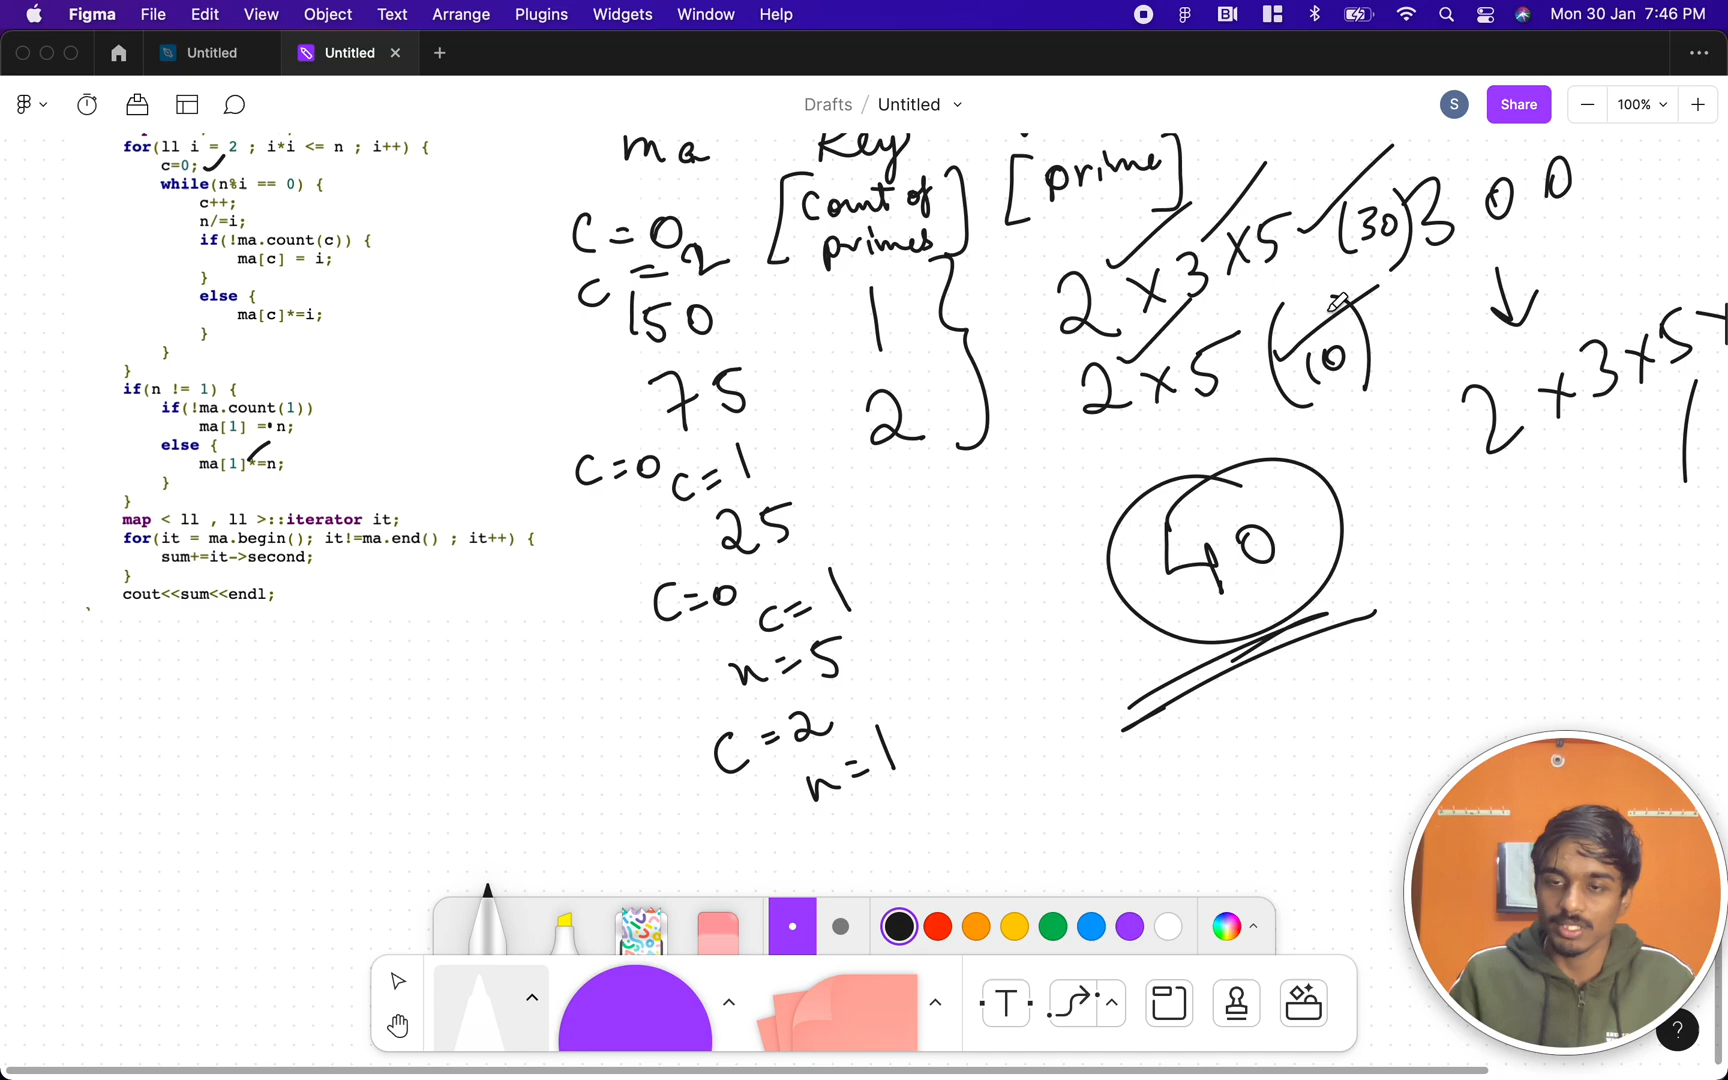 Figma File Edit View Object Text Arrange Plugins Widgets Window Help Mon 30 Jan 7:46 PM
Untitled Untitled
Drafts / Untitled S Share 100%
for(ll i = 2 ; i*i <= n ; i++) {
c=0;
while(n%i == 0) {
c++;
n/=i;
if(!ma.count(c)) {
ma[c] = i;
}
else {
ma[c]*=i;
}
}
}
if(n != 1) {
if(!ma.count(1))
ma[1] = n;
else {
ma[1]*=n;
}
}
map < ll , ll >::iterator it;
for(it = ma.begin(); it!=ma.end() ; it++) {
sum+=it->second;
}
cout<<sum<<endl;
ma Key
[count of primes] [prime]
C = 0
C = 2
150 1 2 x 3 x 5 (30)
75 2 2 x 5 (10)
300
2 x 3 x 5
1
C=0 C=1
25
40
C=0 C=1
n=5
C=2
n=1
T
?